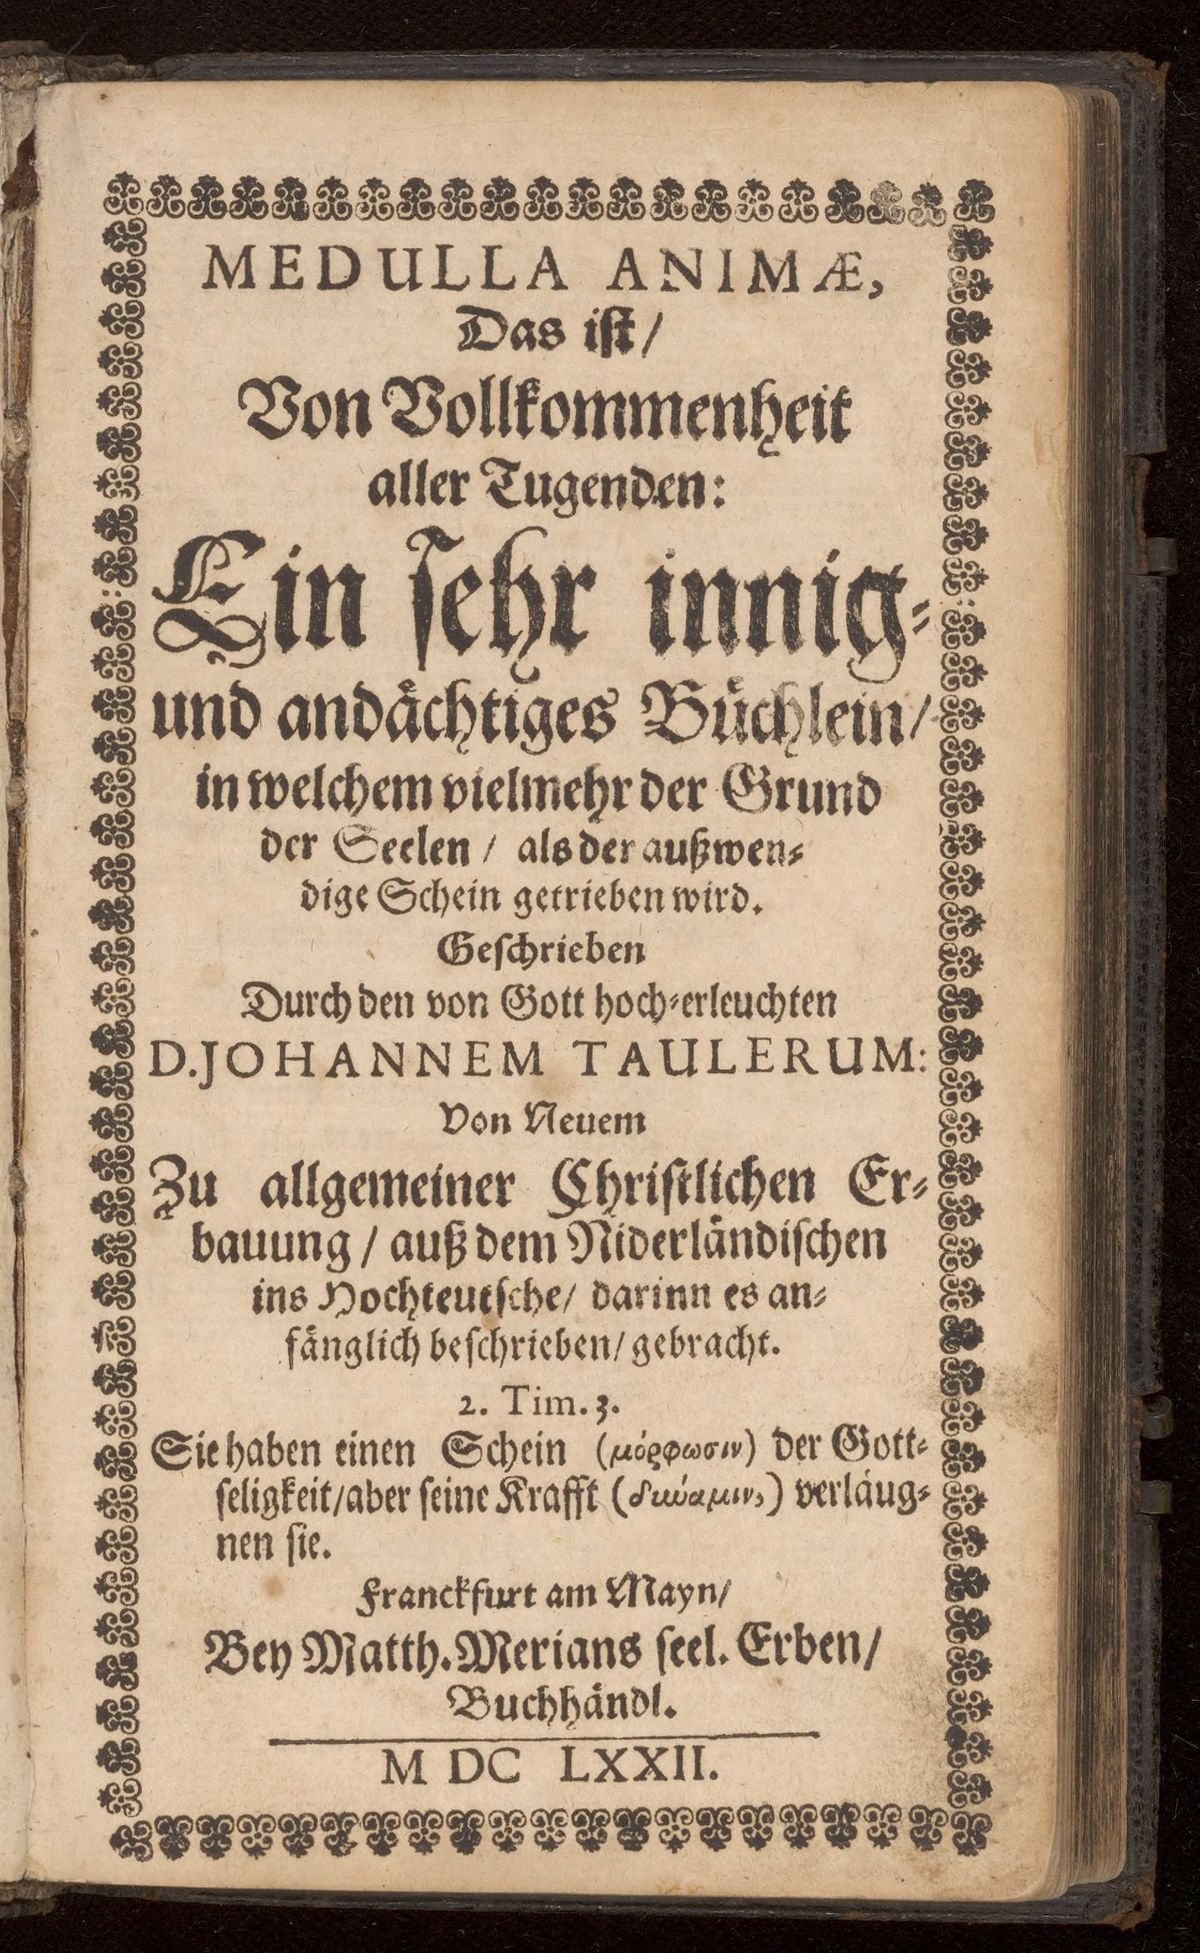 MEDULLA ANIMÆ,
Das ist/
Von Vollkommenheit
aller Tugenden:
Ein sehr innig-
und andächtiges Büchlein/
in welchem vielmehr der Grund
der Seelen / als der außwen-
dige Schein getrieben wird.
Geschrieben
Durch den von Gott hoch-erleuchten
D. JOHANNEM TAULERUM:
Von Neuem
Zu allgemeiner Christlichen Er-
bauung / auß dem Niderländischen
ins Hochteutsche / darinn es an-
fänglich beschrieben / gebracht.
2. Tim. 3.
Sie haben einen Schein (μόρφωσιν) der Gott-
seligkeit/aber seine Krafft (δύναμιν,) verläug-
nen sie.
Franckfurt am Mayn/
Bey Matth. Merians seel. Erben/
Buchhändl.
M DC LXXII.